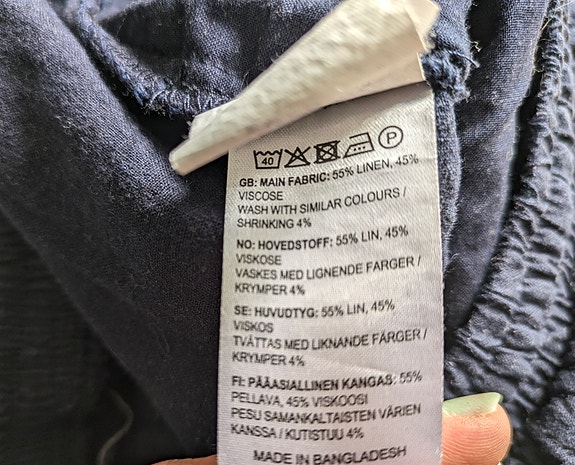 40 P
GB: MAIN FABRIC: 55% LINEN, 45%
VISCOSE
WASH WITH SIMILAR COLOURS /
SHRINKING 4%
NO: HOVEDSTOFF: 55% LIN, 45%
VISKOSE
VASKES MED LIGNENDE FARGER /
KRYMPER 4%
SE: HUVUDTYG: 55% LIN, 45%
VISKOS
TVÄTTAS MED LIKNANDE FÄRGER /
KRYMPER 4%
FI: PÄÄASIALLINEN KANGAS: 55%
PELLAVA, 45% VISKOOSI
PESU SAMANKALTAISTEN VÄRIEN
KANSSA / KUTISTUU 4%
MADE IN BANGLADESH